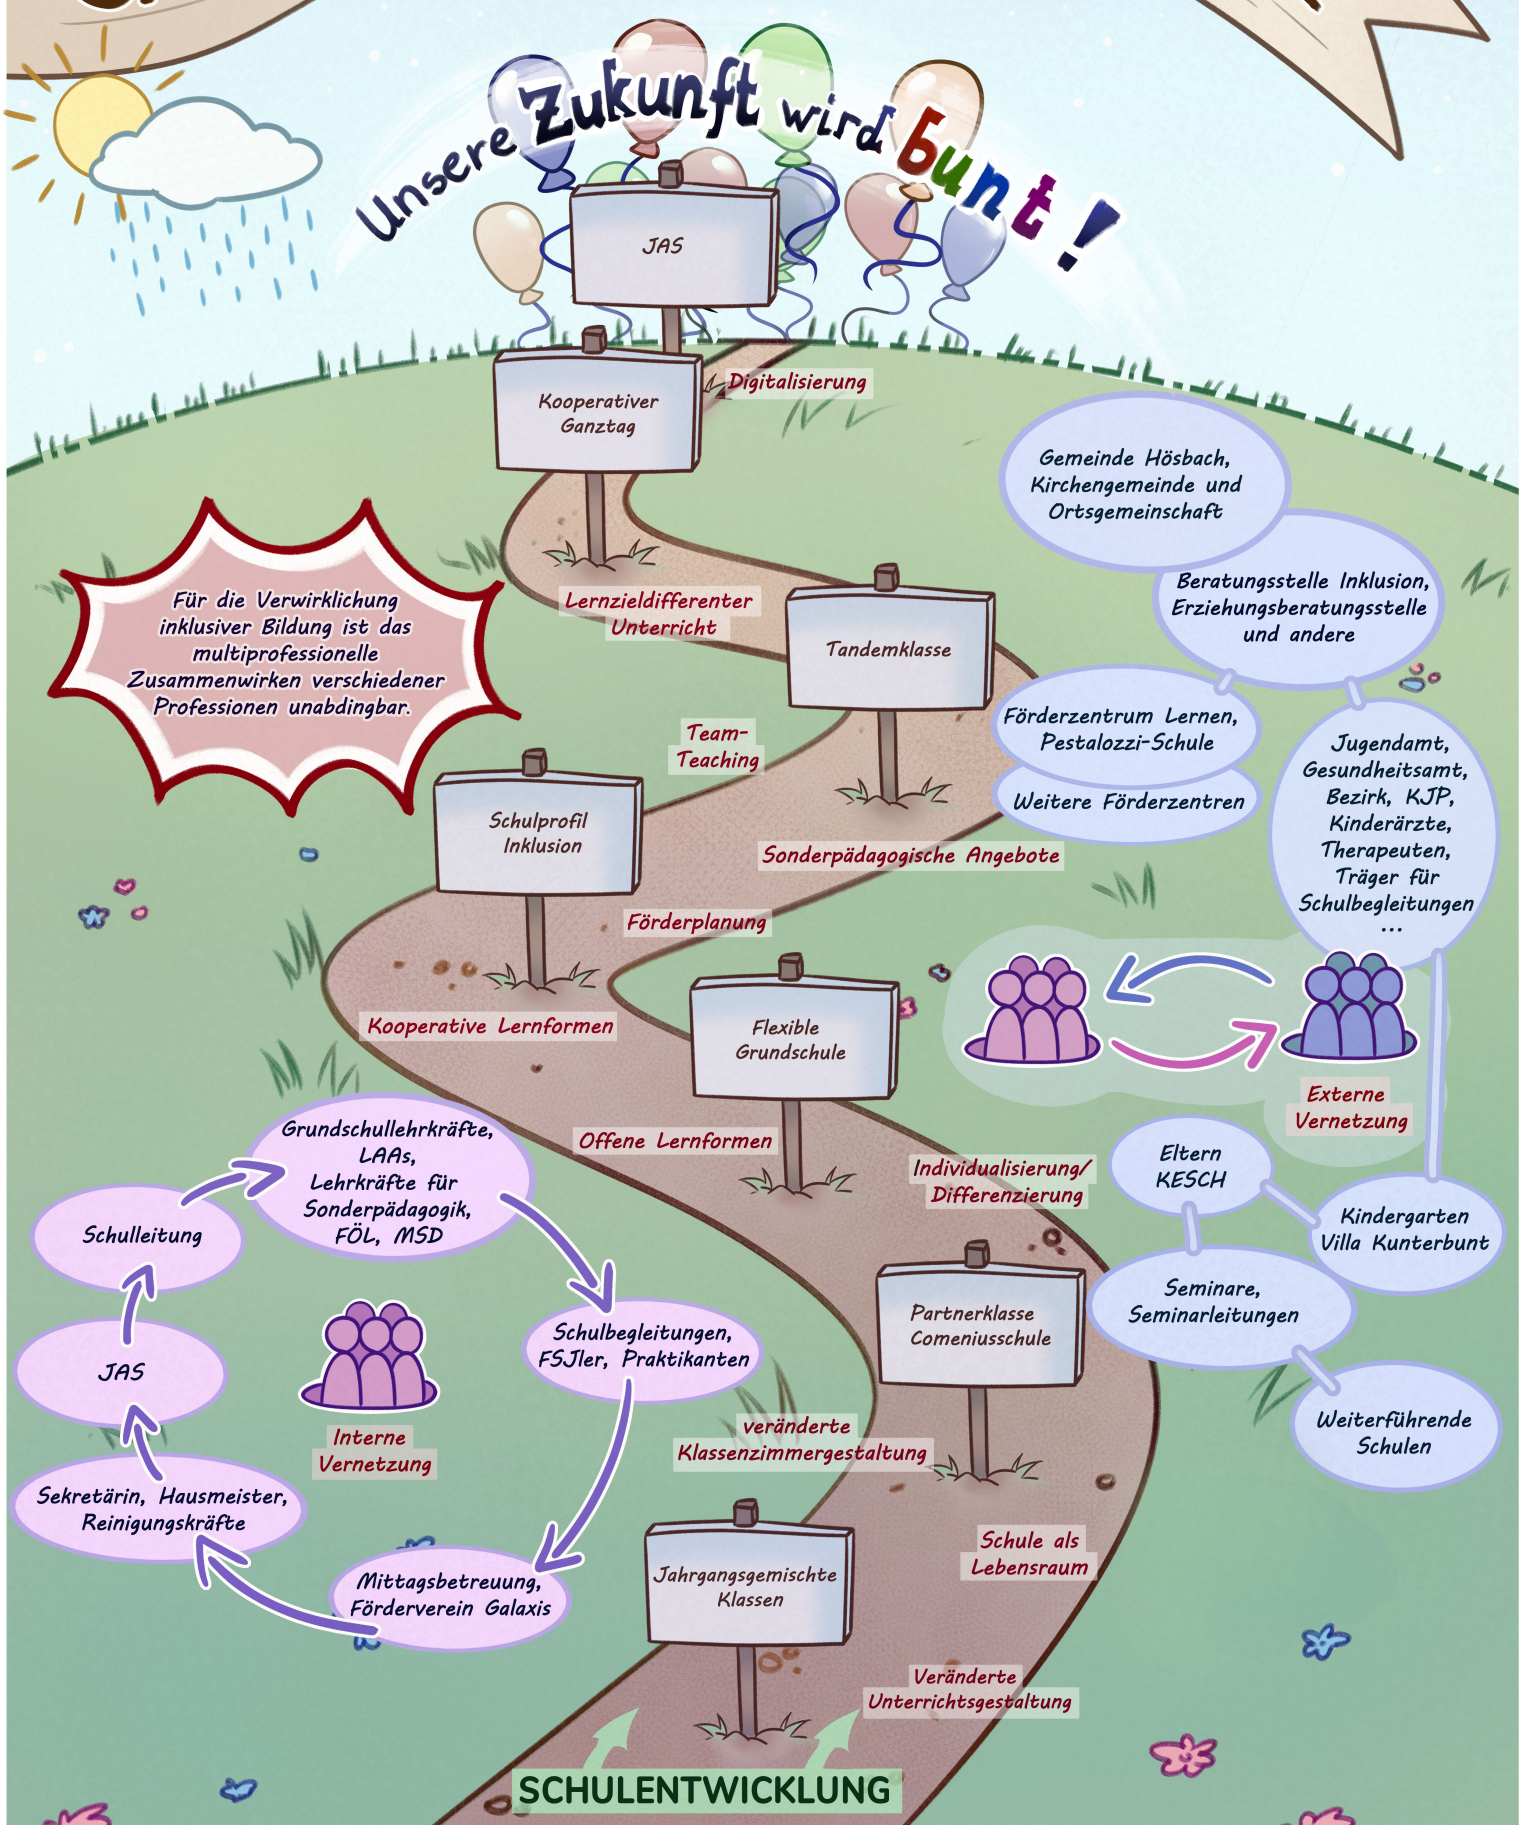 Unsere Zukunft wird bunt!
JAS
Kooperativer
Ganztag
Digitalisierung
Gemeinde Hösbach,
Kirchengemeinde und
Ortsgemeinschaft
Beratungsstelle Inklusion,
Erziehungsberatungsstelle
und andere
Für die Verwirklichung
inklusiver Bildung ist das
multiprofessionelle
Zusammenwirken verschiedener
Professionen unabdingbar.
Lernzieldifferenter
Unterricht
Tandemklasse
Förderzentrum Lernen,
Pestalozzi-Schule
Weitere Förderzentren
Jugendamt,
Gesundheitsamt,
Bezirk, KJP,
Kinderärzte,
Therapeuten,
Träger für
Schulbegleitungen
...
Team-
Teaching
Schulprofil
Inklusion
Sonderpädagogische Angebote
Förderplanung
Kooperative Lernformen
Flexible
Grundschule
Externe
Vernetzung
Offene Lernformen
Individualisierung/
Differenzierung
Eltern
KESCH
Kindergarten
Villa Kunterbunt
Seminare,
Seminarleitungen
Weiterführende
Schulen
Grundschullehrkräfte,
LAAs,
Lehrkräfte für
Sonderpädagogik,
FÖL, MSD
Schulleitung
Schulbegleitungen,
FSJler, Praktikanten
JAS
Interne
Vernetzung
Sekretärin, Hausmeister,
Reinigungskräfte
Mittagsbetreuung,
Förderverein Galaxis
Partnerklasse
Comeniusschule
veränderte
Klassenzimmergestaltung
Schule als
Lebensraum
Jahrgangsgemischte
Klassen
Veränderte
Unterrichtsgestaltung
SCHULENTWICKLUNG